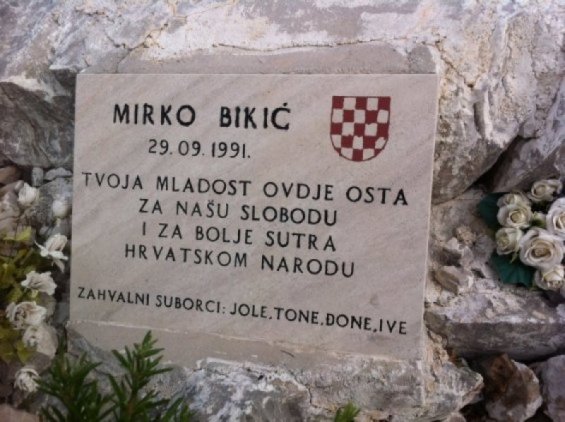 MIRKO BIKIĆ
29.09.1991.
TVOJA MLADOST OVDJE OSTA
ZA NAŠU SLOBODU
I ZA BOLJE SUTRA
HRVATSKOM NARODU
ZAHVALNI SUBORCI: JOLE,TONE,ĐONE,IVE